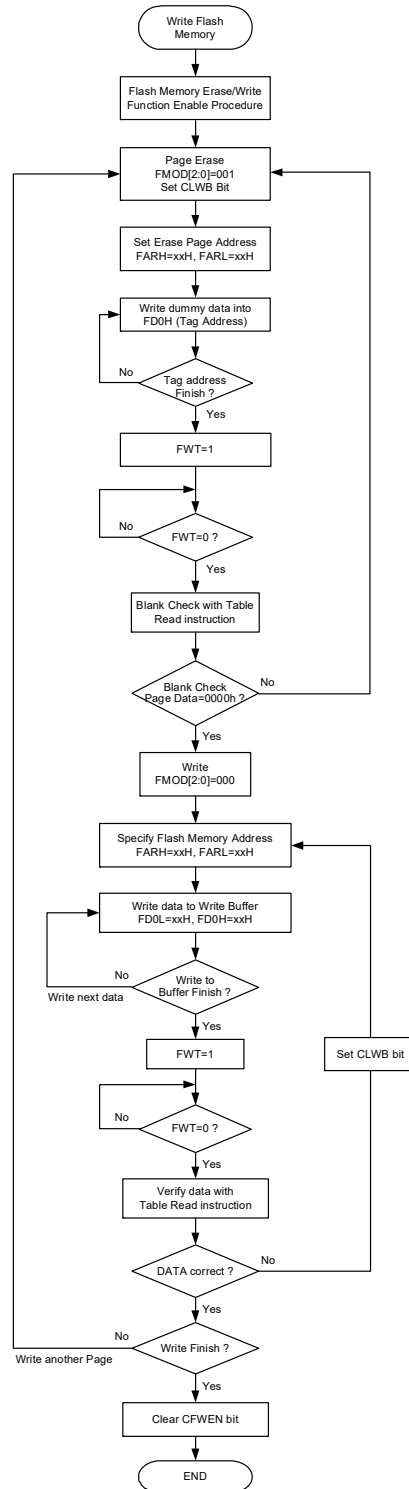 Write Flash
Memory
Flash Memory Erase/Write
Function Enable Procedure
Page Erase
FMOD[2:0]=001
Set CLWB Bit
Set Erase Page Address
FARH=xxH, FARL=xxH
Write dummy data into
FD0H (Tag Address)
No
Tag address
Finish ?
Yes
FWT=1
No
FWT=0 ?
Yes
Blank Check with Table
Read instruction
No
Blank Check
Page Data=0000h ?
Yes
Write
FMOD[2:0]=000
Specify Flash Memory Address
FARH=xxH, FARL=xxH
Write data to Write Buffer
FD0L=xxH, FD0H=xxH
No
Write next data
Write to
Buffer Finish ?
Yes
FWT=1
Set CLWB bit
No
FWT=0 ?
Yes
Verify data with
Table Read instruction
No
DATA correct ?
Yes
No
Write another Page
Write Finish ?
Yes
Clear CFWEN bit
END